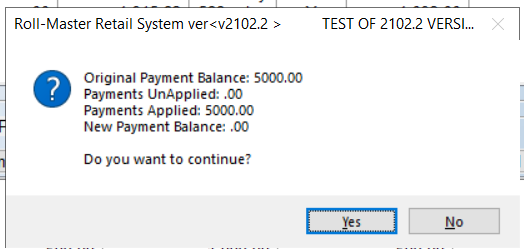 Roll-Master Retail System ver<v2102.2 > TEST OF 2102.2 VERSI...
Original Payment Balance: 5000.00
Payments UnApplied: .00
Payments Applied: 5000.00
New Payment Balance: .00
Do you want to continue?
Yes
No